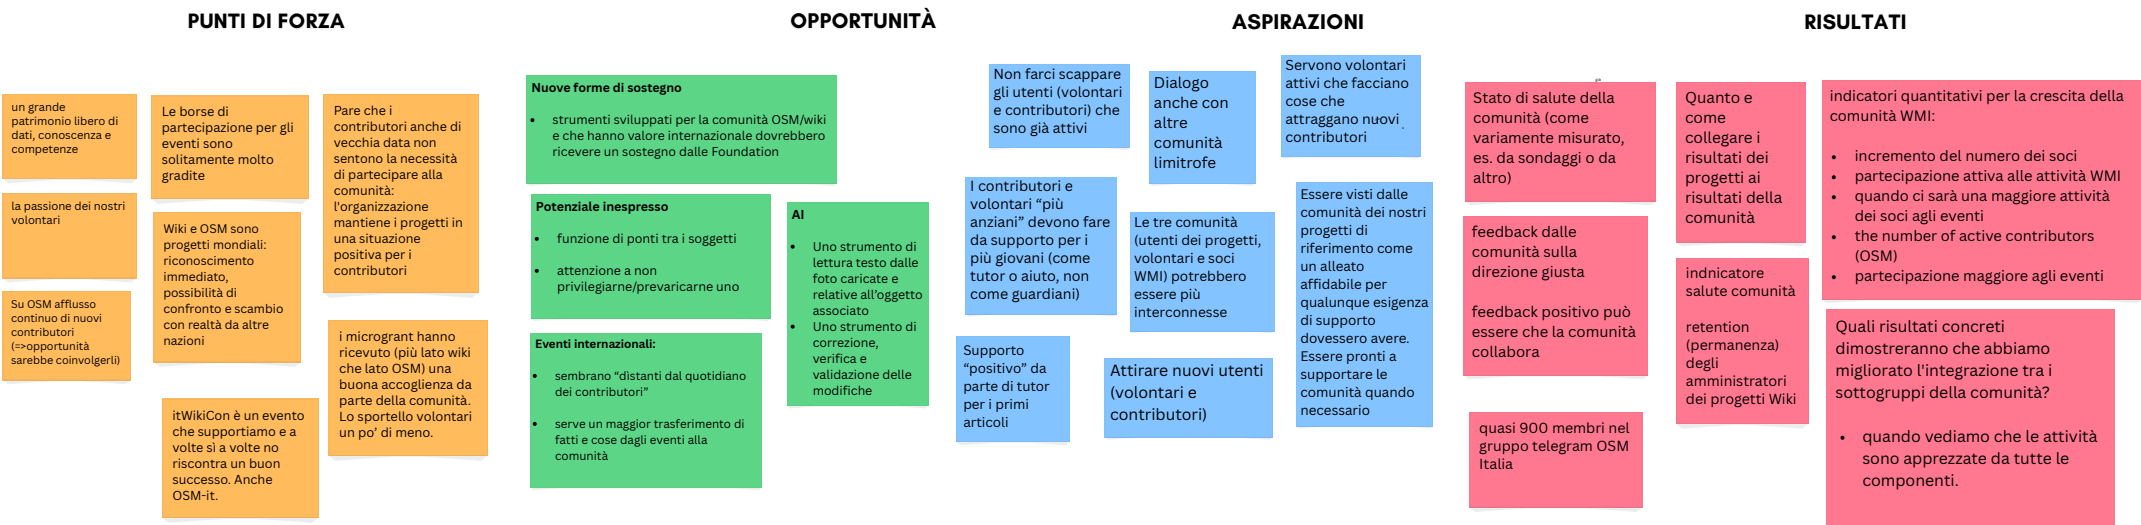 PUNTI DI FORZA
un grande
patrimonio libero di
dati, conoscenza e
competenze
la passione dei nostri
volontari
Su OSM afflusso
continuo di nuovi
contributori
(=>opportunità
sarebbe coinvolgerli)
Le borse di
partecipazione per gli
eventi sono
solitamente molto
gradite
Wiki e OSM sono
progetti mondiali:
riconoscimento
immediato,
possibilità di
confronto e scambio
con realtà da altre
nazioni
itWikiCon è un evento
che supportiamo e a
volte sì a volte no
riscontra un buon
successo. Anche
OSM-it.
Pare che i
contributori anche di
vecchia data non
sentono la necessità
di partecipare alla
comunità:
l'organizzazione
mantiene i progetti in
una situazione
positiva per i
contributori
i microgrant hanno
ricevuto (più lato wiki
che lato OSM) una
buona accoglienza da
parte della comunità.
Lo sportello volontari
un po' di meno.
OPPORTUNITÀ
Nuove forme di sostegno
• strumenti sviluppati per la comunità OSM/wiki
e che hanno valore internazionale dovrebbero
ricevere un sostegno dalle Foundation
Potenziale inespresso
• funzione di ponti tra i soggetti
• attenzione a non
privilegiarne/prevaricarne uno
Eventi internazionali:
• sembrano “dìstanti dal quotidiano
dei contributori”
• serve un maggior trasferimento di
fatti e cose dagli eventi alla
comunità
AI
• Uno strumento di
lettura testo dalle
foto caricate e
relative all'oggetto
associato
• Uno strumento di
correzione,
verifica e
validazione delle
modifiche
ASPIRAZIONI
Non farci scappare
gli utenti (volontari
e contributori) che
sono già attivi
I contributori e
volontari “più
anziani” devono fare
da supporto per i
più giovani (come
tutor o aiuto, non
come guardiani)
Supporto
“positivo” da
parte di tutor
per i primi
articoli
Dialogo
anche con
altre
comunità
limitrofe
Le tre comunità
(utenti dei progetti,
volontari e soci
WMI) potrebbero
essere più
interconnesse
Attirare nuovi utenti
(volontari e
contributori)
Servono volontari
attivi che facciano
cose che
attraggano nuovi
contributori
Essere visti dalle
comunità dei nostri
progetti di
riferimento come
un alleato
affidabile per
qualunque esigenza
di supporto
dovessero avere.
Essere pronti a
supportare le
comunità quando
necessario
RISULTATI
Stato di salute della
comunità (come
variamente misurato,
es. da sondaggi o da
altro)
feedback dalle
comunità sulla
direzione giusta
feedback positivo può
essere che la comunità
collabora
quasi 900 membri nel
gruppo telegram OSM
Italia
Quanto e
come
collegare i
risultati dei
progetti ai
risultati della
comunità
indnicatore
salute comunità
retention
(permanenza)
degli
amministratori
dei progetti Wiki
indicatori quantitativi per la crescita della
comunità WMI:
• incremento del numero dei soci
• partecipazione attiva alle attività WMI
• quando ci sarà una maggiore attività
dei soci agli eventi
• the number of active contributors
(OSM)
• partecipazione maggiore agli eventi
Quali risultati concreti
dimostreranno che abbiamo
migliorato l'integrazione tra i
sottogruppi della comunità?
• quando vediamo che le attività
sono apprezzate da tutte le
componenti.